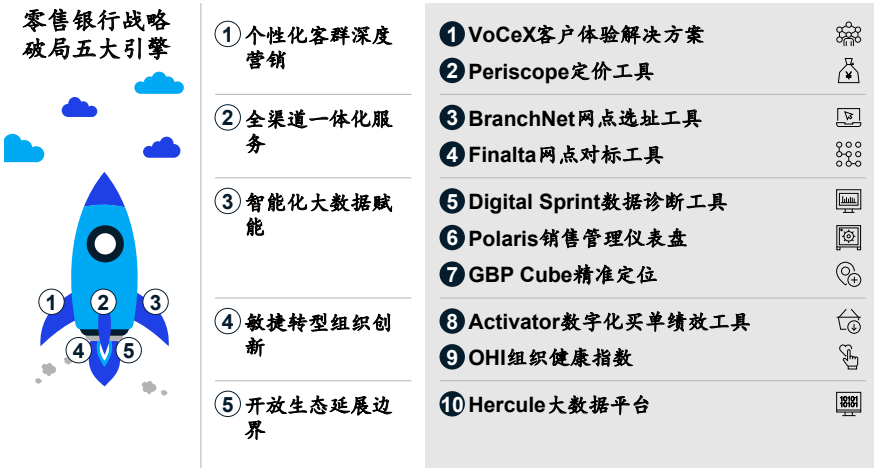 零售银行战略
破局五大引擎
1 2 3
4 5
1 个性化客群深度
营销
2 全渠道一体化服
务
3 智能化大数据赋
能
4 敏捷转型组织创
新
5 开放生态延展边
界
1 VoCeX客户体验解决方案
2 Periscope定价工具
¥
3 BranchNet网点选址工具
4 Finalta网点对标工具
5 Digital Sprint数据诊断工具
6 Polaris销售管理仪表盘
7 GBP Cube精准定位
8 Activator数字化买单绩效工具
9 OHI组织健康指数
10 Hercule大数据平台